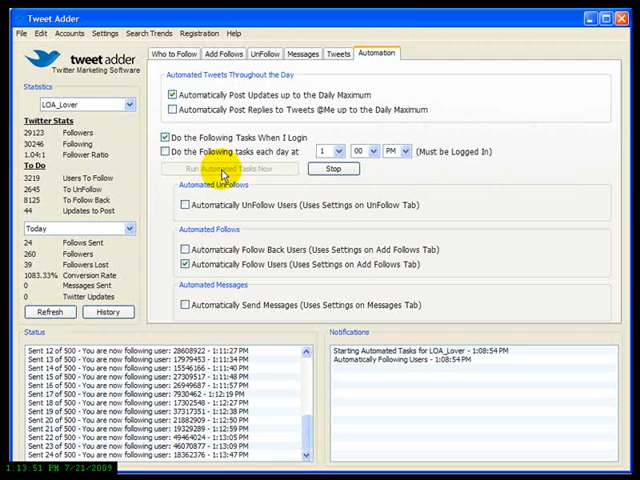 Tweet Adder
File Edit Accounts Settings Search Trends Registration Help
tweet adder
Twitter Marketing Software
Who to Follow Add Follows UnFollow Messages Tweets Automation
Statistics
LOA_Lover
Twitter Stats
29123 Followers
30246 Following
1.04:1 Follower Ratio
To Do
3219 Users To Follow
2645 To UnFollow
8125 To Follow Back
44 Updates to Post
Today
24 Follows Sent
260 Followers
39 Followers Lost
1083.33% Conversion Rate
0 Messages Sent
0 Twitter Updates
Refresh History
Automated Tweets Throughout the Day
Automatically Post Updates up to the Daily Maximum
Automatically Post Replies to Tweets @Me up to the Daily Maximum
Do the Following Tasks When I Login
Do the Following tasks each day at 1 00 PM (Must be Logged In)
Run Automated Tasks Now Stop
Automated UnFollows
Automatically UnFollow Users (Uses Settings on UnFollow Tab)
Automated Follows
Automatically Follow Back Users (Uses Settings on Add Follows Tab)
Automatically Follow Users (Uses Settings on Add Follows Tab)
Automated Messages
Automatically Send Messages (Uses Settings on Messages Tab)
Status
Sent 12 of 500 - You are now following user: 28608922 - 1:11:27 PM
Sent 13 of 500 - You are now following user: 17979453 - 1:11:34 PM
Sent 14 of 500 - You are now following user: 15546166 - 1:11:40 PM
Sent 15 of 500 - You are now following user: 27309517 - 1:11:48 PM
Sent 16 of 500 - You are now following user: 26949687 - 1:11:57 PM
Sent 17 of 500 - You are now following user: 7930462 - 1:12:19 PM
Sent 18 of 500 - You are now following user: 17302548 - 1:12:27 PM
Sent 19 of 500 - You are now following user: 37317383 - 1:12:38 PM
Sent 20 of 500 - You are now following user: 37512381 - 1:12:50 PM
Sent 21 of 500 - You are now following user: 19329289 - 1:12:54 PM
Sent 22 of 500 - You are now following user: 49464024 - 1:13:05 PM
Sent 23 of 500 - You are now following user: 46070877 - 1:13:09 PM
Sent 24 of 500 - You are now following user: 18362376 - 1:13:47 PM
Notifications
Starting Automated Tasks for LOA_Lover - 1:08:54 PM
Automatically Following Users - 1:08:54 PM
1:13:51 PM 7/21/2009